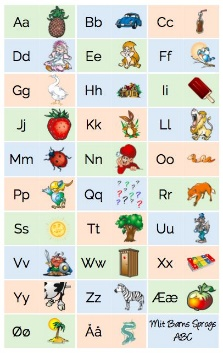 Aa Bb Cc
Dd Ee Ff
Gg Hh Ii
Jj Kk Ll
Mm Nn Oo
Pp Qq Rr
Ss Tt Uu
Vv Ww Xx
Yy Zz Ææ
Øø Åå Mit Barns Sprogs
ABC